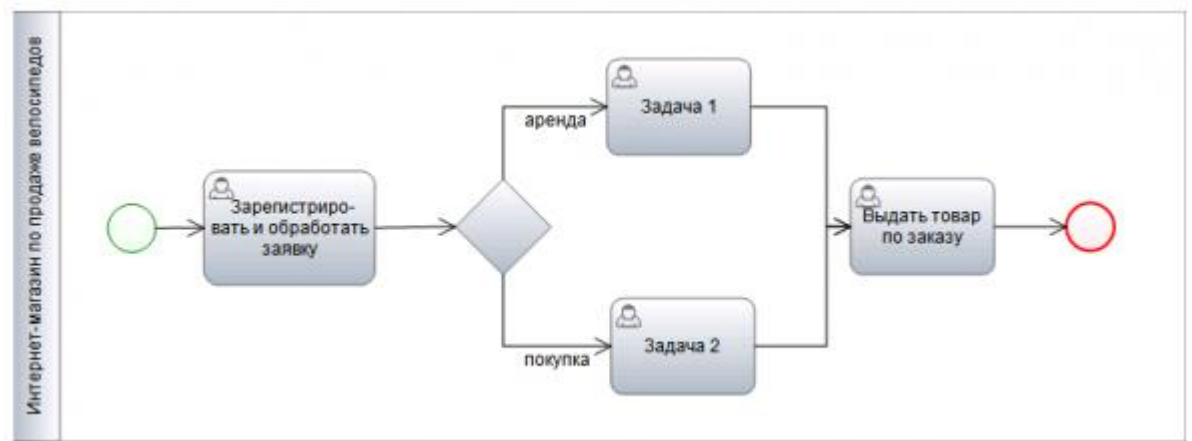 Интернет-магазин по продаже велосипедов
Зарегистриро-
вать и обработать
заявку
аренда
Задача 1
покупка
Задача 2
Выдать товар
по заказу